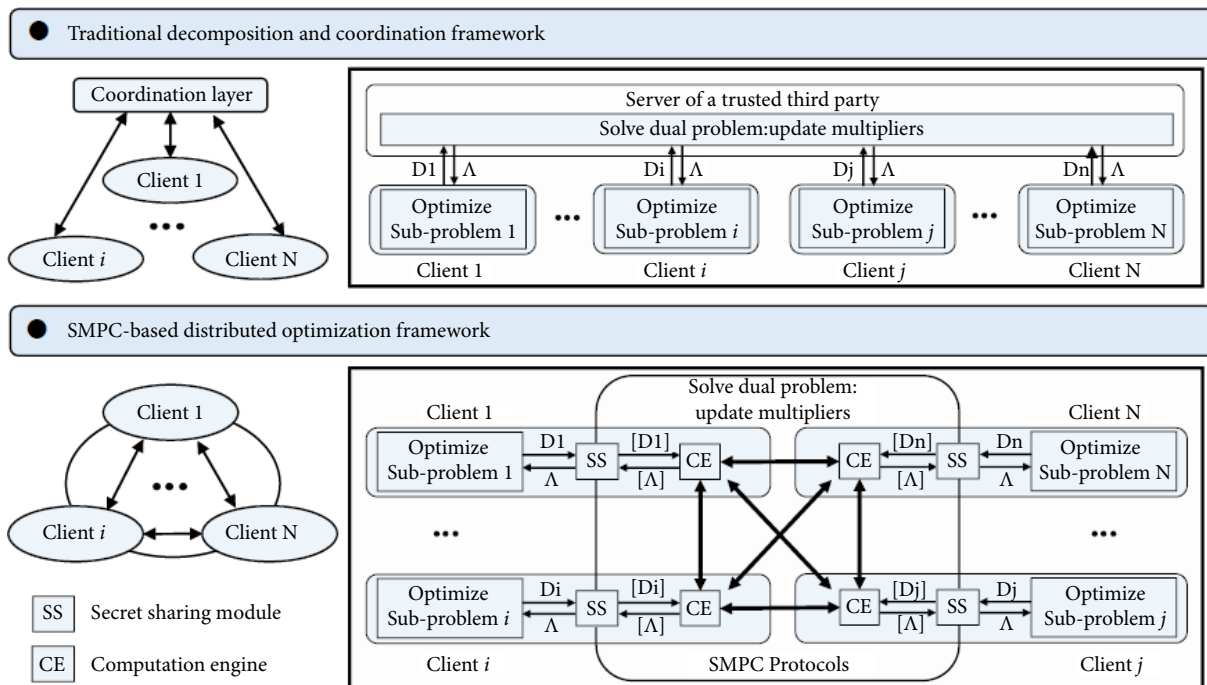 Traditional decomposition and coordination framework
Coordination layer
Client 1
Client i
Client N
Server of a trusted third party
Solve dual problem:update multipliers
D1 Λ Di Λ Dj Λ Dn Λ
Optimize Optimize Optimize Optimize
Sub-problem 1 Sub-problem i Sub-problem j Sub-problem N
Client 1 Client i Client j Client N
SMPC-based distributed optimization framework
Client 1
Client i
Client N
SS Secret sharing module
CE Computation engine
Solve dual problem:
update multipliers
Client 1 Client N
Optimize D1 [D1] [Dn] Dn Optimize
SS CE CE SS
Sub-problem 1 Λ [Λ] [Λ] Λ Sub-problem N
Optimize Di [Di] [Dj] Dj Optimize
SS CE CE SS
Sub-problem i Λ [Λ] [Λ] Λ Sub-problem j
Client i SMPC Protocols Client j